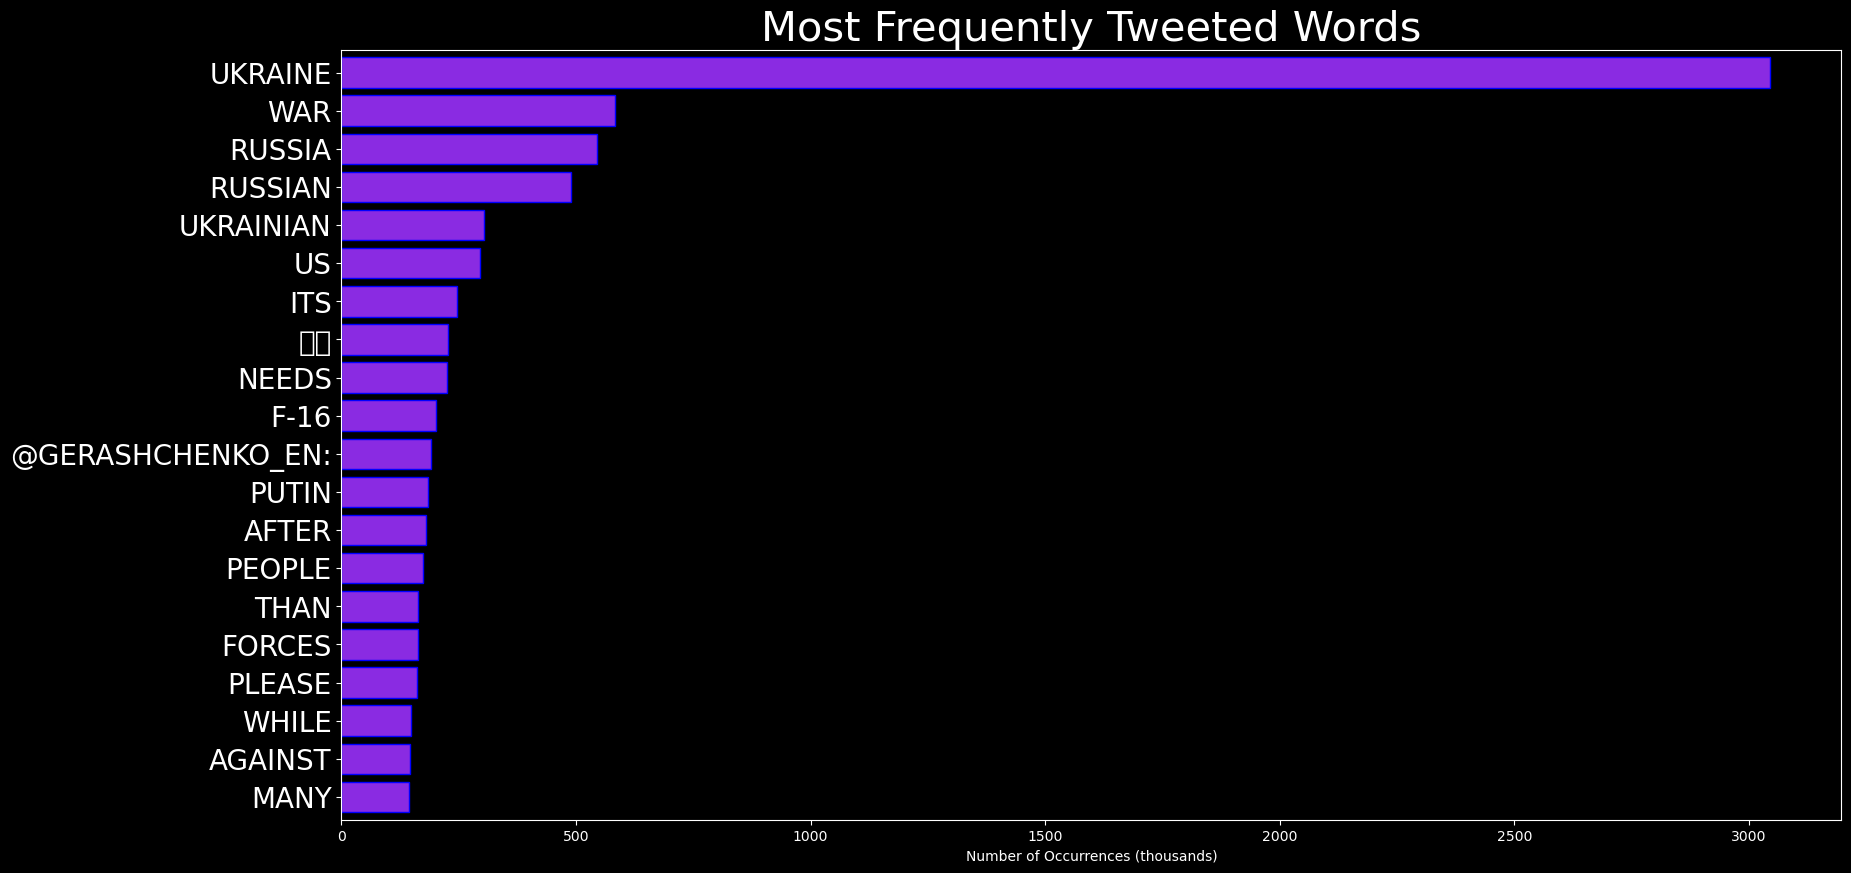 Most Frequently Tweeted Words
UKRAINE
WAR
RUSSIA
RUSSIAN
UKRAINIAN
US
ITS
NEEDS
F-16
@GERASHCHENKO_EN:
PUTIN
AFTER
PEOPLE
THAN
FORCES
PLEASE
WHILE
AGAINST
MANY
0 500 1000 1500 2000 2500 3000
Number of Occurrences (thousands)